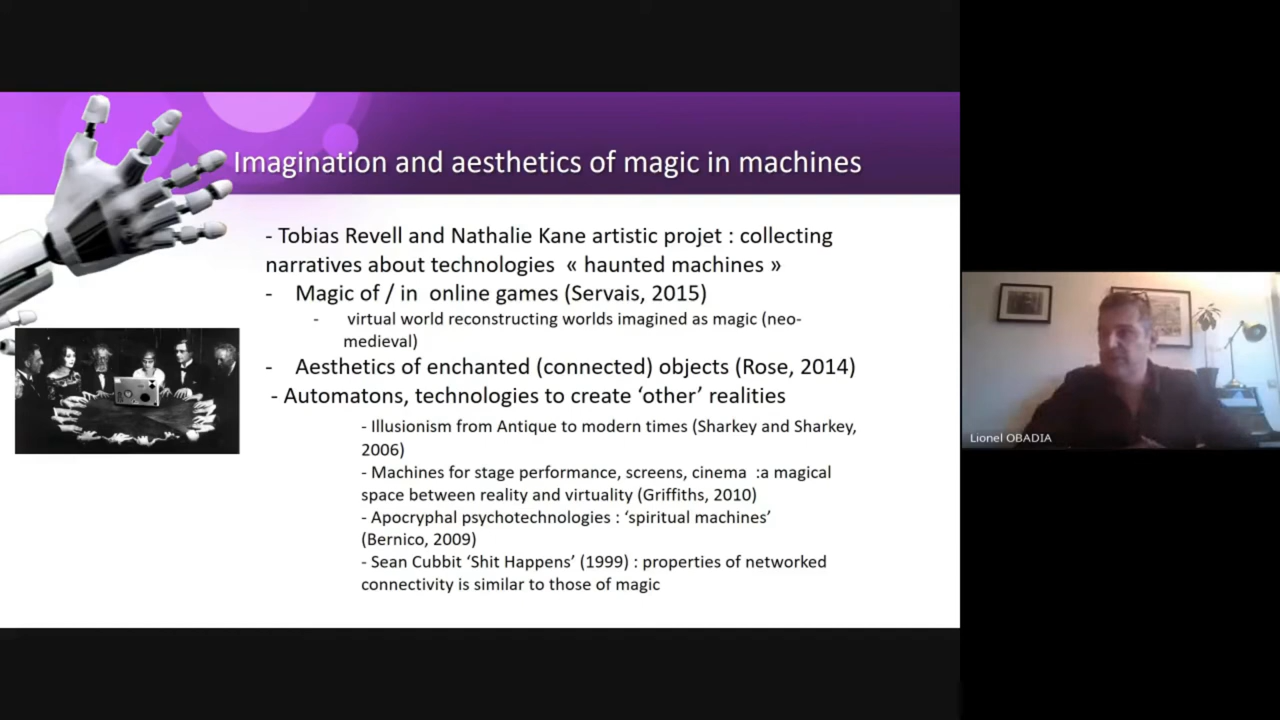 Imagination and aesthetics of magic in machines
- Tobias Revell and Nathalie Kane artistic projet : collecting
narratives about technologies « haunted machines »
- Magic of / in online games (Servais, 2015)
- virtual world reconstructing worlds imagined as magic (neo-
medieval)
- Aesthetics of enchanted (connected) objects (Rose, 2014)
- Automatons, technologies to create ‘other’ realities
- Illusionism from Antique to modern times (Sharkey and Sharkey,
2006)
- Machines for stage performance, screens, cinema :a magical
space between reality and virtuality (Griffiths, 2010)
- Apocryphal psychotechnologies : ‘spiritual machines’
(Bernico, 2009)
- Sean Cubbit ‘Shit Happens’ (1999) : properties of networked
connectivity is similar to those of magic
Lionel OBADIA